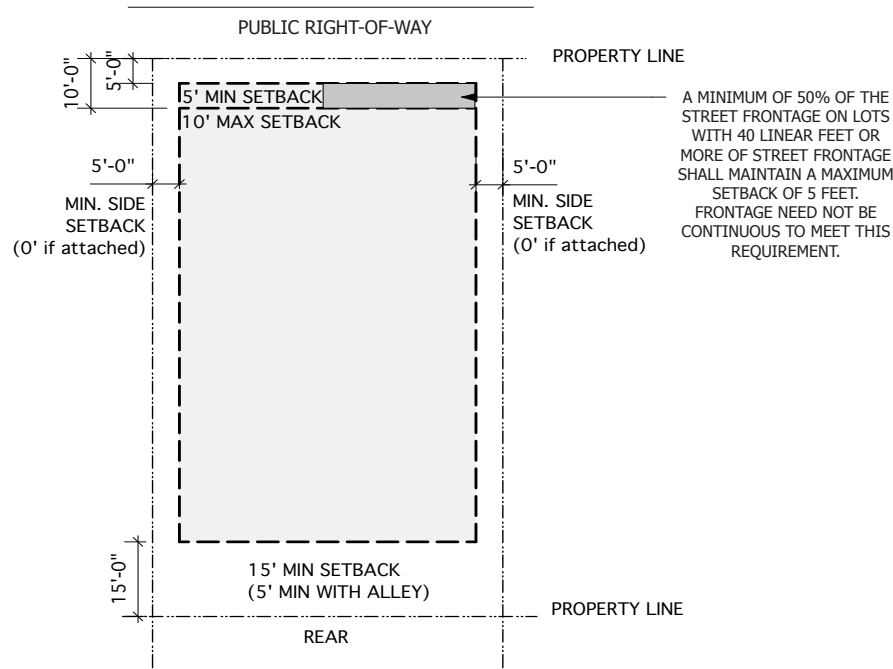 PUBLIC RIGHT-OF-WAY
PROPERTY LINE
10'-0"
5'-0"
5' MIN SETBACK
10' MAX SETBACK
A MINIMUM OF 50% OF THE
STREET FRONTAGE ON LOTS
WITH 40 LINEAR FEET OR
MORE OF STREET FRONTAGE
SHALL MAINTAIN A MAXIMUM
SETBACK OF 5 FEET.
FRONTAGE NEED NOT BE
CONTINUOUS TO MEET THIS
REQUIREMENT.
5'-0"
MIN. SIDE
SETBACK
(0' if attached)
5'-0"
MIN. SIDE
SETBACK
(0' if attached)
15'-0"
15' MIN SETBACK
(5' MIN WITH ALLEY)
PROPERTY LINE
REAR